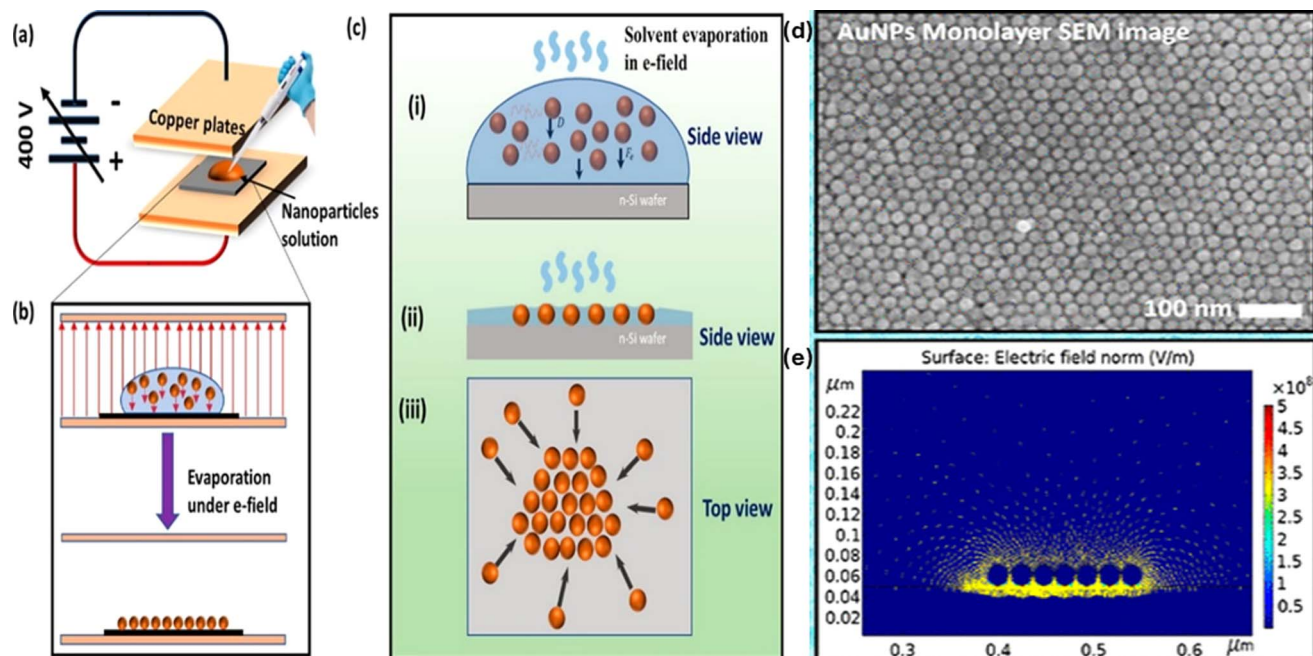 (a)
400 V
-
+
Copper plates
Nanoparticles
solution
(b)
Evaporation
under e-field
(c)
Solvent evaporation
in e-field
(i)
D
Fe
Side view
n-Si wafer
(ii)
n-Si wafer
Side view
(iii)
Top view
(d)
AuNPs Monolayer SEM image
100 nm
(e)
Surface: Electric field norm (V/m)
μm
0.22
0.2
0.18
0.16
0.14
0.12
0.1
0.08
0.06
0.04
0.02
0.3
0.4
0.5
0.6
μm
×10⁸
5
4.5
4
3.5
3
2.5
2
1.5
1
0.5